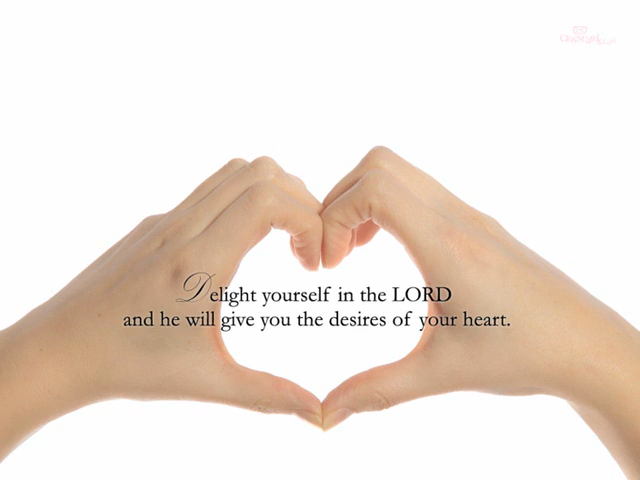 Delight yourself in the LORD
and he will give you the desires of your heart.